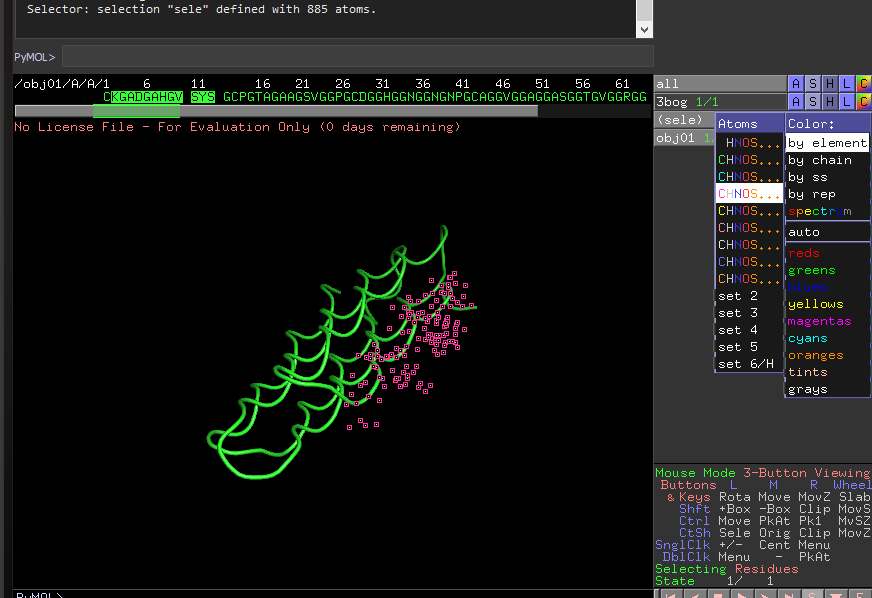 Selector: selection "sele" defined with 885 atoms.
PyMOL>
/obj01/A/A/1 6 11 16 21 26 31 36 41 46 51 56 61
CKGADGAHGV SYS GCPGTAGAAGSVGGPGCDGGHGGNGGNGNPGCAGGVGGAGGASGGTGVGGRGG
No License File - For Evaluation Only (0 days remaining)
all A S H L C
3bog 1/1 A S H L C
(sele)
obj01 1
Atoms
HNOS...
CHNOS...
CHNOS...
CHNOS...
CHNOS...
CHNOS...
CHNOS...
CHNOS...
CHNOS...
set 2
set 3
set 4
set 5
set 6/H
Color:
by element
by chain
by ss
by rep
auto
reds
greens
blues
yellows
magentas
cyans
oranges
tints
grays
Mouse Mode 3-Button Viewing
Buttons L M R Wheel
& Keys Rota Move MovZ Slab
Shft +Box -Box Clip MovS
Ctrl Move PkAt Pk1 MvSZ
CtSh Sele Orig Clip MovZ
SnglClk +/- Cent Menu
DblClk Menu - PkAt
Selecting Residues
State 1/ 1
PyMOL>